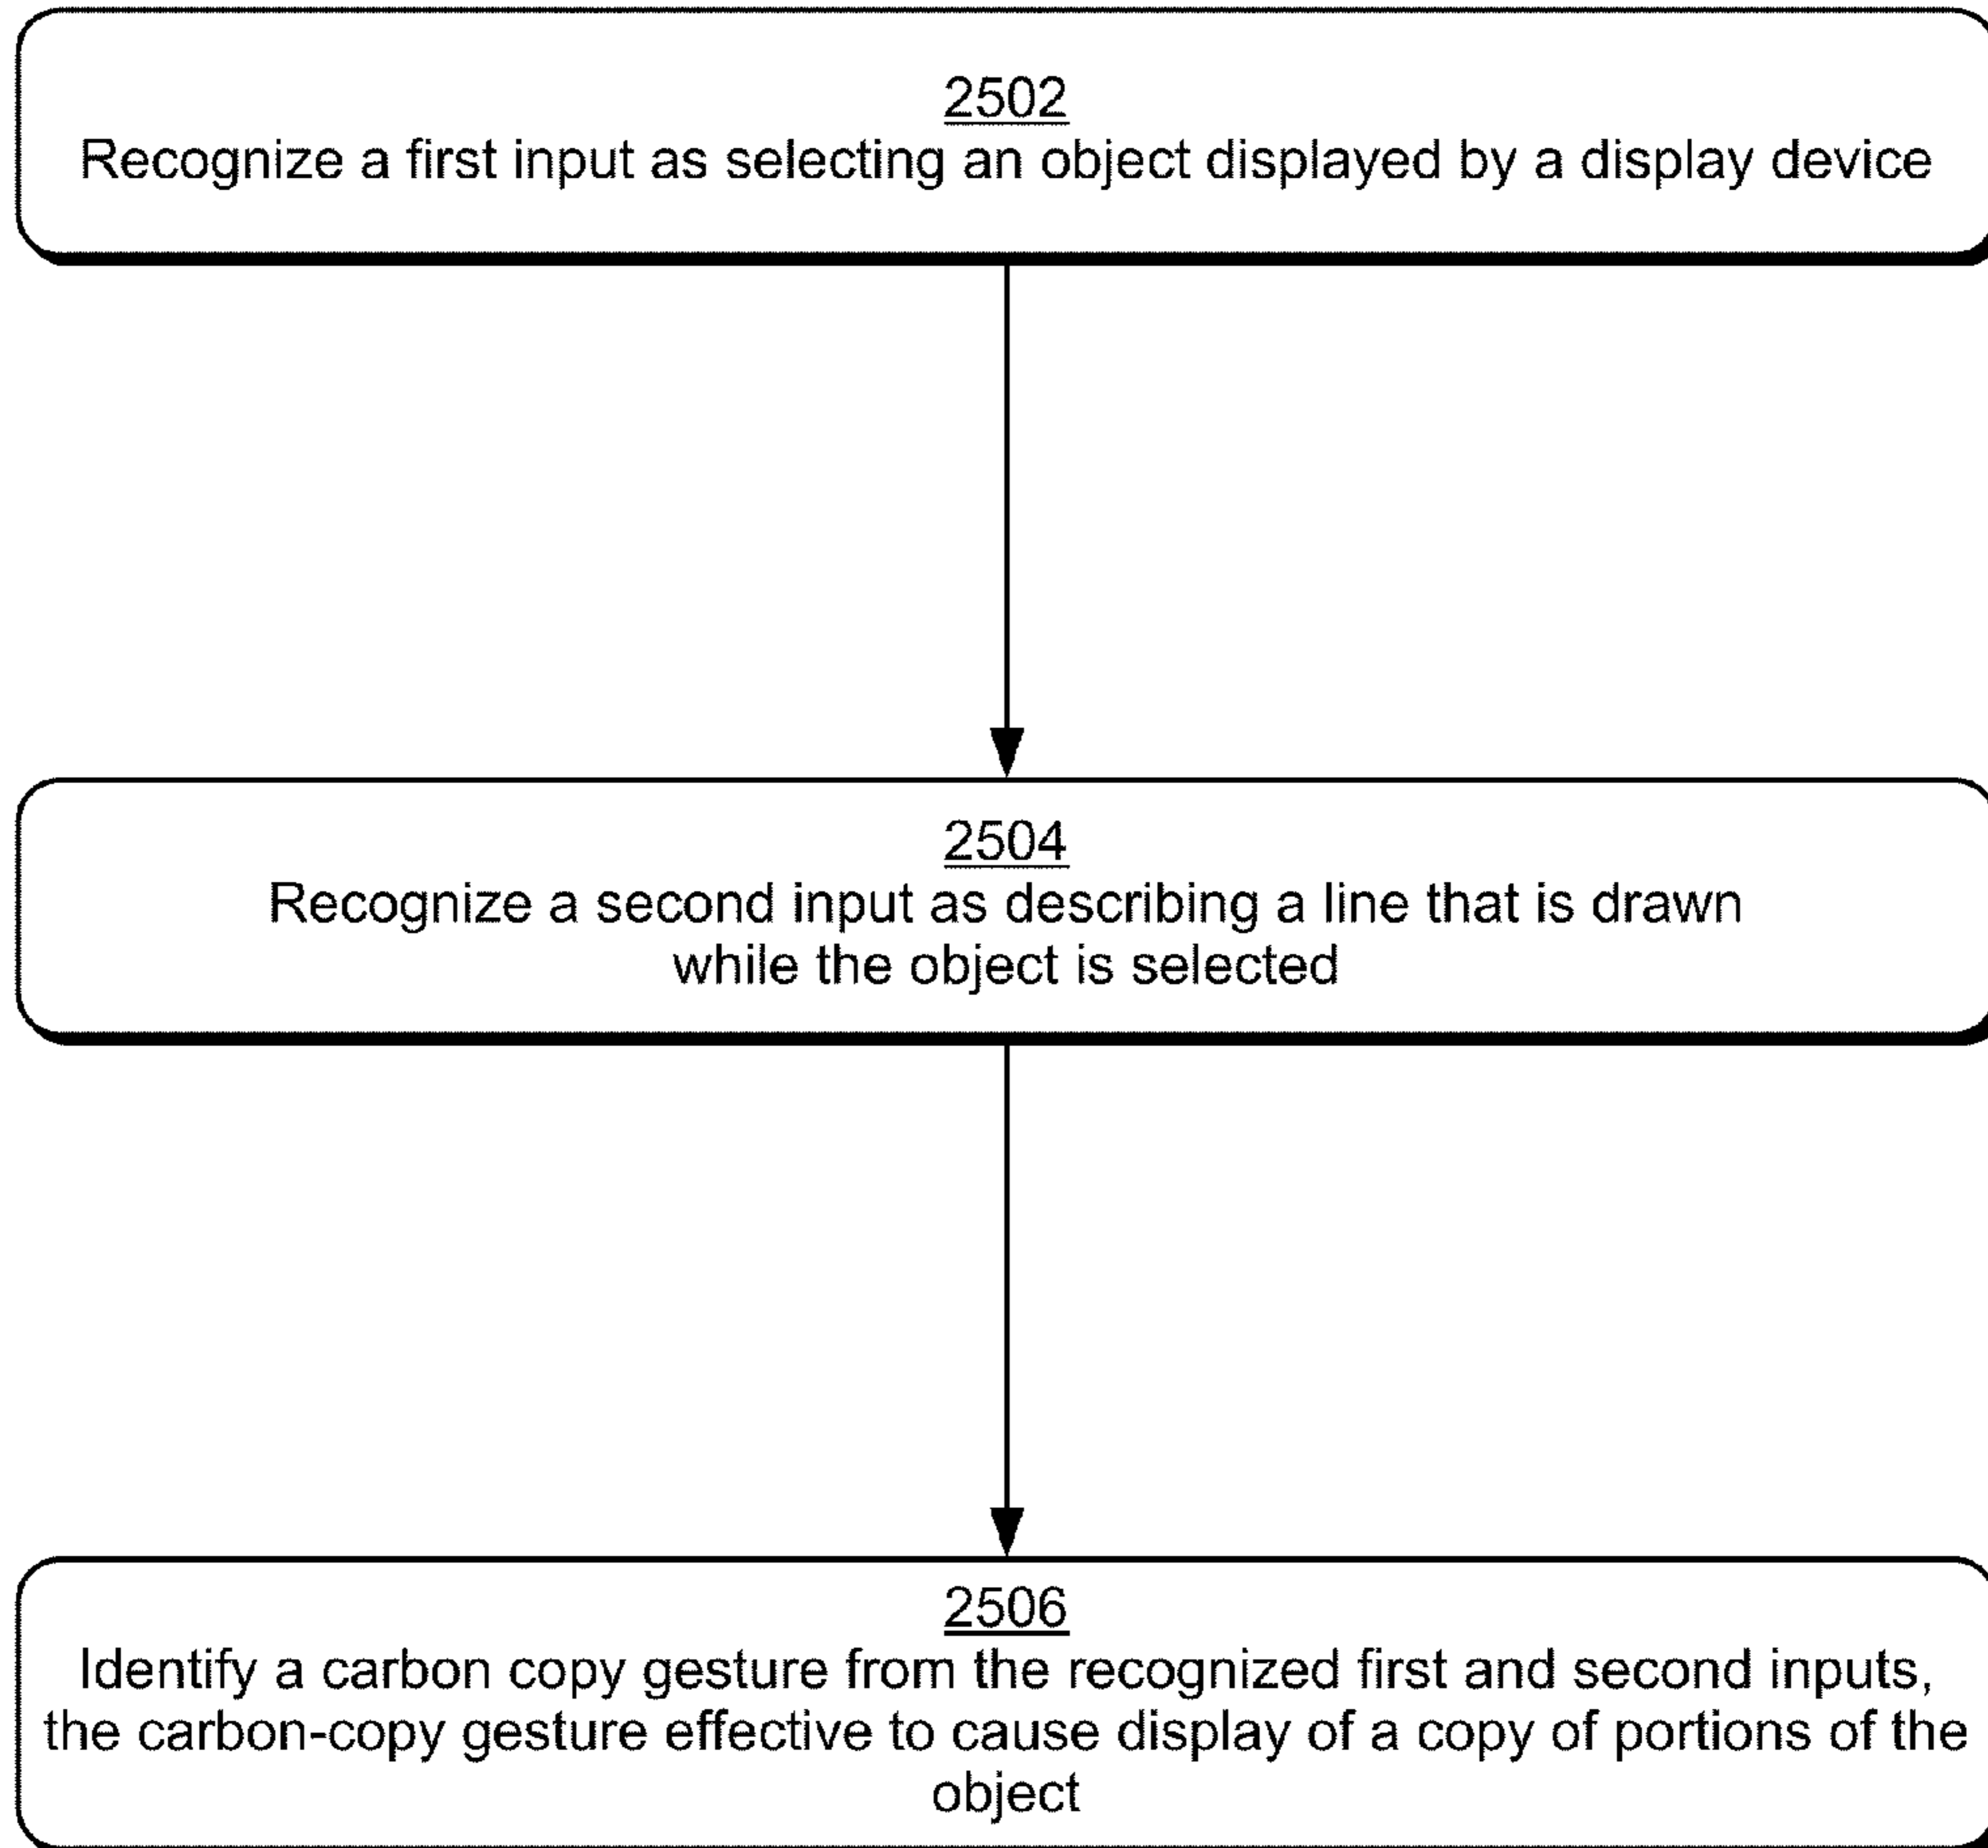 2502
Recognize a first input as selecting an object displayed by a display device
2504
Recognize a second input as describing a line that is drawn
while the object is selected
2506
Identify a carbon copy gesture from the recognized first and second inputs,
the carbon-copy gesture effective to cause display of a copy of portions of the
object